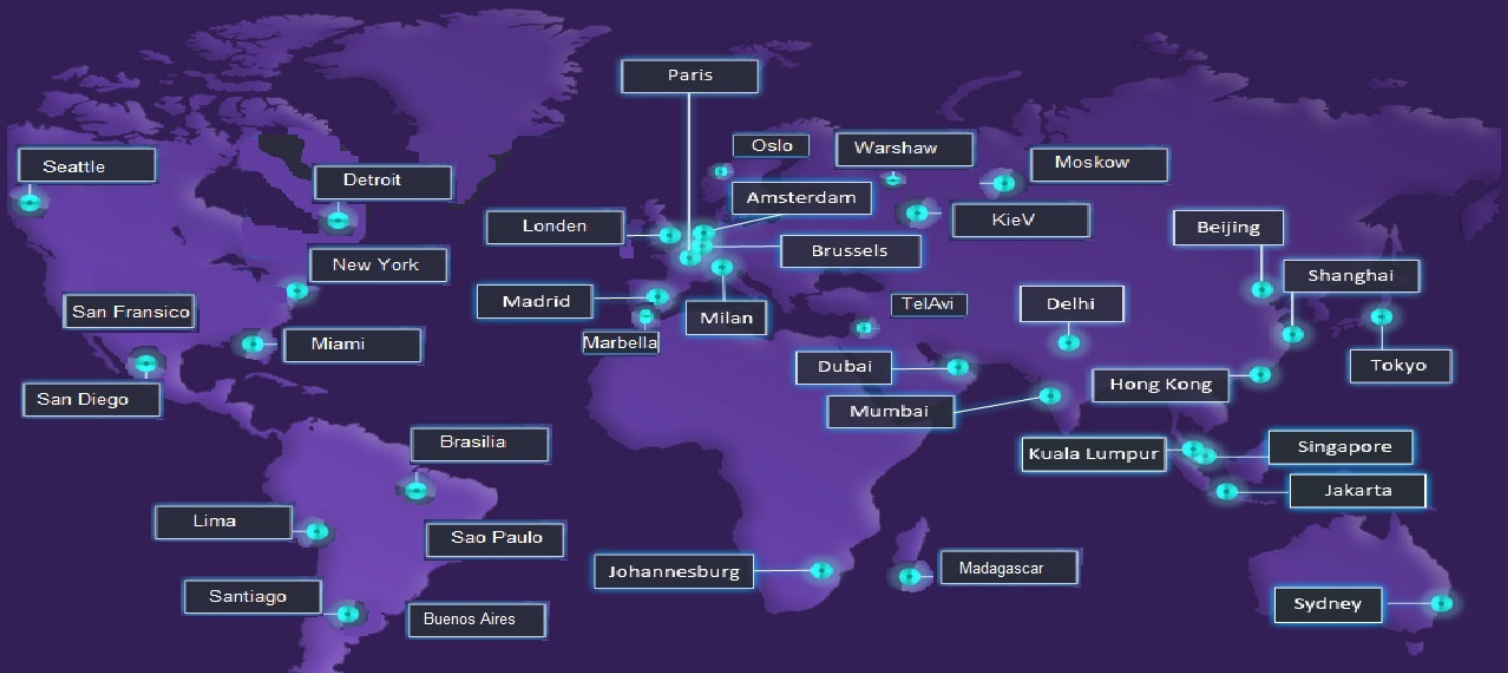 Paris
Oslo
Warshaw
Moskow
Seattle
Detroit
Amsterdam
Londen
KieV
Beijing
Brussels
New York
Shanghai
Madrid
TelAvi
Delhi
San Fransico
Milan
Miami
Marbella
Dubai
Tokyo
Hong Kong
San Diego
Mumbai
Brasilia
Kuala Lumpur
Singapore
Jakarta
Lima
Sao Paulo
Johannesburg
Madagascar
Santiago
Sydney
Buenos Aires